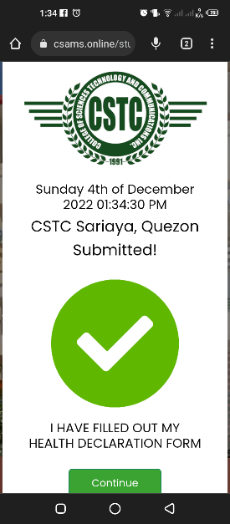 1:34
csams.online/stu
2
COLLEGE OF SCIENCES TECHNOLOGY AND COMMUNICATIONS INC.
CSTC
-1991-
Sunday 4th of December
2022 01:34:30 PM
CSTC Sariaya, Quezon
Submitted!
I HAVE FILLED OUT MY
HEALTH DECLARATION FORM
Continue